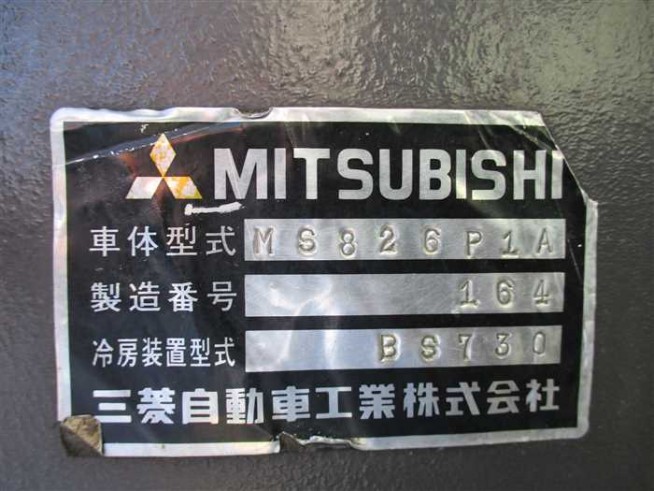 MITSUBISHI
車体型式 MS826P1A
製造番号 164
冷房装置型式 BS730
三菱自動車工業株式会社